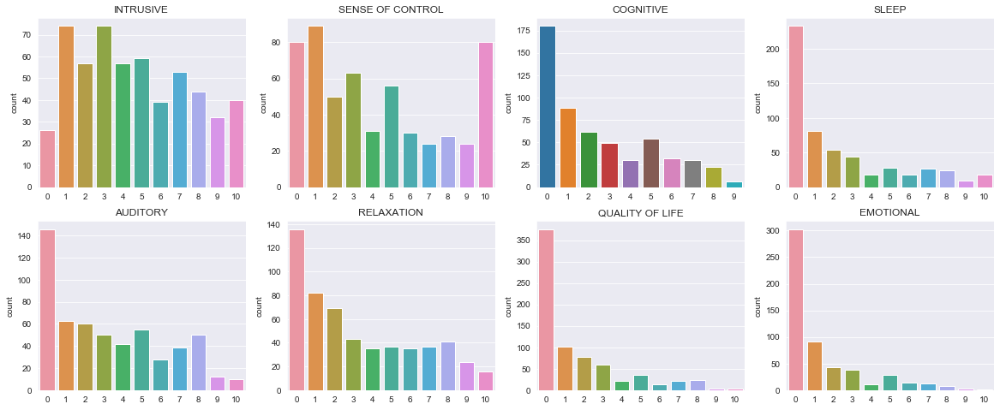 INTRUSIVE
count
70
60
50
40
30
20
10
0
0 1 2 3 4 5 6 7 8 9 10
SENSE OF CONTROL
count
80
60
40
20
0
0 1 2 3 4 5 6 7 8 9 10
COGNITIVE
count
175
150
125
100
75
50
25
0
0 1 2 3 4 5 6 7 8 9
SLEEP
count
200
150
100
50
0
0 1 2 3 4 5 6 7 8 9 10
AUDITORY
count
140
120
100
80
60
40
20
0
0 1 2 3 4 5 6 7 8 9 10
RELAXATION
count
140
120
100
80
60
40
20
0
0 1 2 3 4 5 6 7 8 9 10
QUALITY OF LIFE
count
350
300
250
200
150
100
50
0
0 1 2 3 4 5 6 7 8 9 10
EMOTIONAL
count
300
250
200
150
100
50
0
0 1 2 3 4 5 6 7 8 9 10